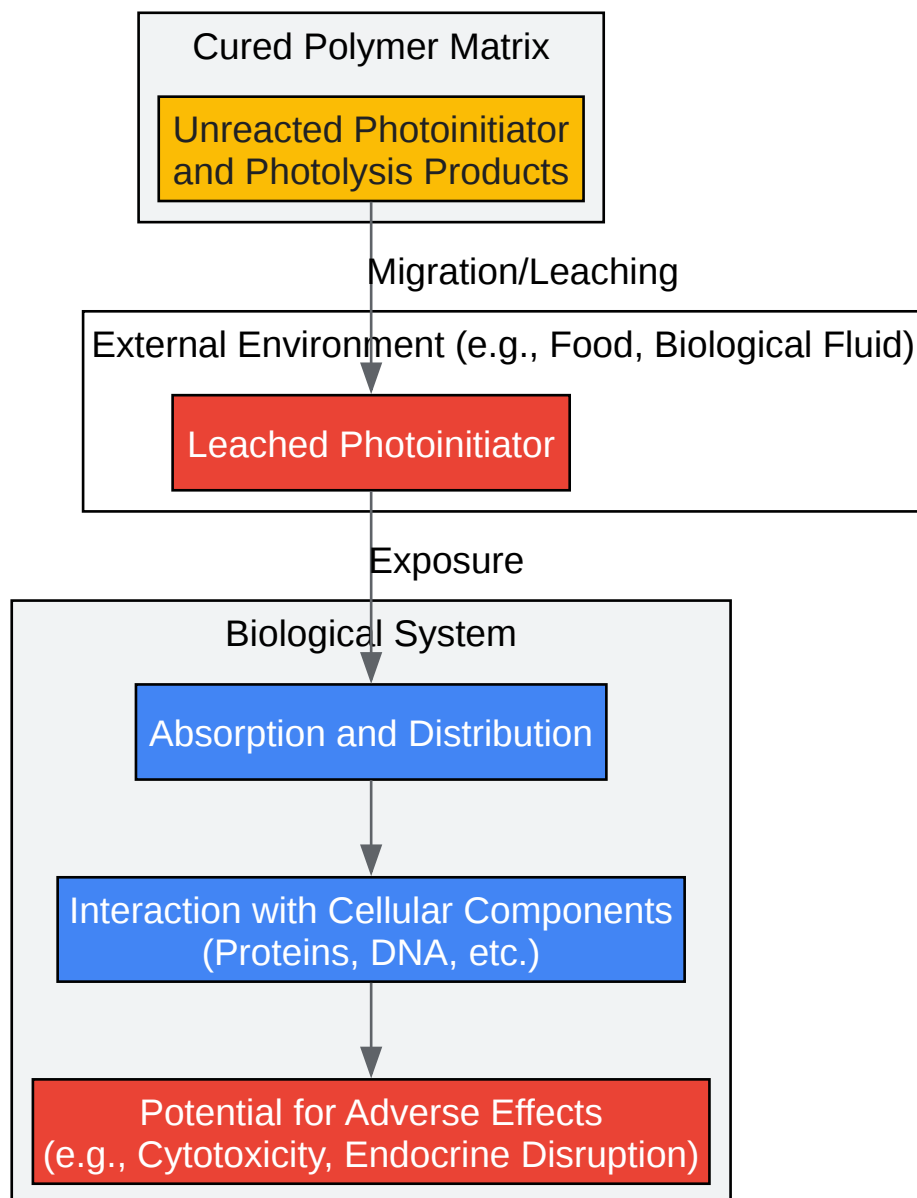 Cured Polymer Matrix
Unreacted Photoinitiator
and Photolysis Products
Migration/Leaching
External Environment (e.g., Food, Biological Fluid)
Leached Photoinitiator
Exposure
Biological System
Absorption and Distribution
Interaction with Cellular Components
(Proteins, DNA, etc.)
Potential for Adverse Effects
(e.g., Cytotoxicity, Endocrine Disruption)